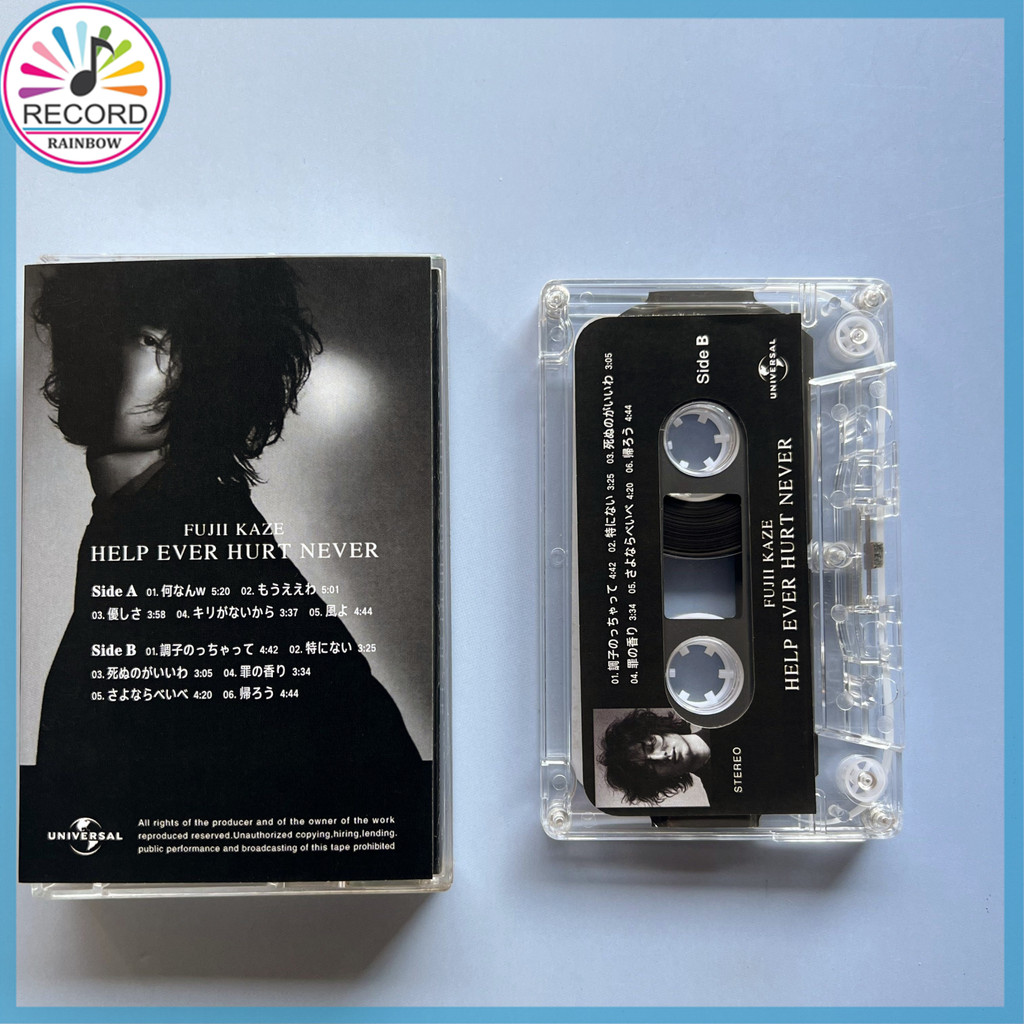 RECORD
RAINBOW
FUJII KAZE
HELP EVER HURT NEVER
Side A 01. 何なんw 5:20 02. もうええわ 5:01
03. 優しさ 3:58 04. キリがないから 3:37 05. 風よ 4:44
Side B 01. 調子のっちゃって 4:42 02. 特にない 3:25
03. 死ぬのがいいわ 3:05 04. 罪の香り 3:34
05. さよならべいべ 4:20 06. 帰ろう 4:44
UNIVERSAL
All rights of the producer and of the owner of the work
reproduced reserved.Unauthorized copying,hiring,lending.
public performance and broadcasting of this tape prohibited
01. 調子のっちゃって 4:42 02. 特にない 3:25 03. 死ぬのがいいわ 3:05
04. 罪の香り 3:34 05. さよならべいべ 4:20 06. 帰ろう 4:44
Side B
STEREO
FUJII KAZE
HELP EVER HURT NEVER
UNIVERSAL